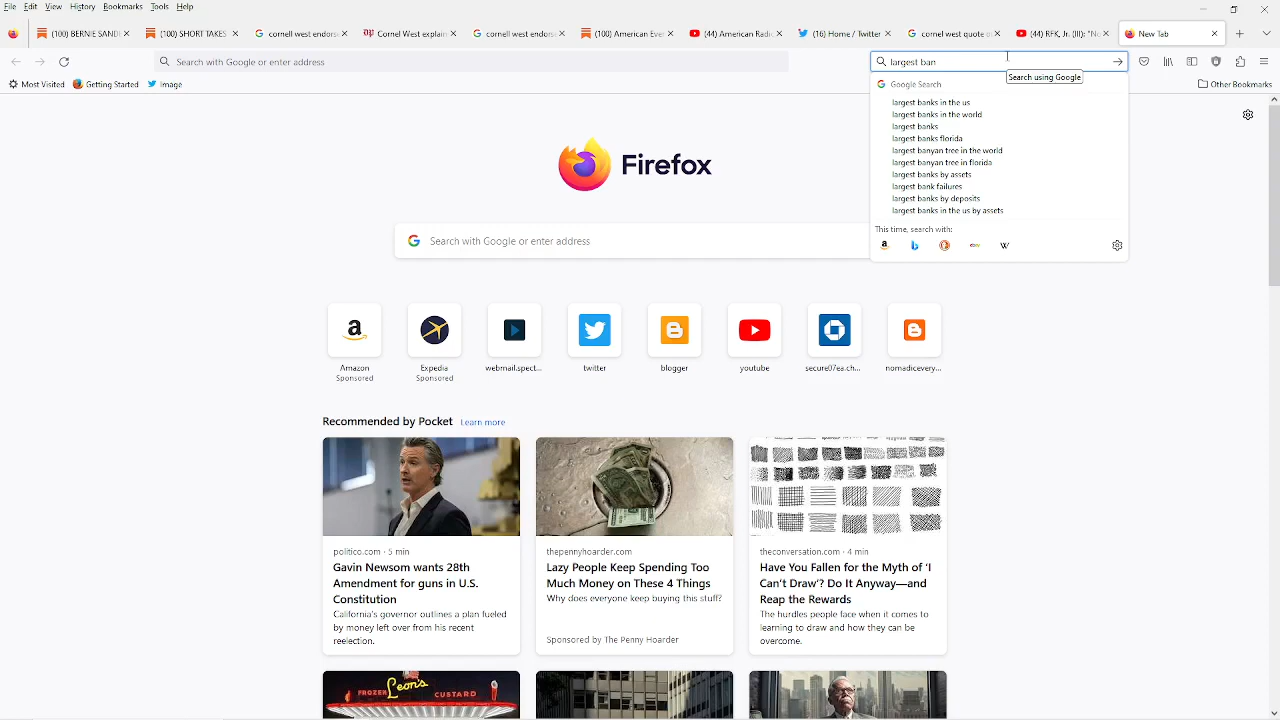 File Edit View History Bookmarks Tools Help
(100) BERNIE SAND
(100) SHORT TAKES
cornell west endors
Cornel West explain
cornell west endors
(100) American Ever
(44) American Radic
(16) Home / Twitter
cornel west quote o
(44) RFK, Jr. (II): "N
New Tab
Search with Google or enter address
largest ban
Search using Google
Most Visited
Getting Started
Imagur
Other Bookmarks
Google Search
largest banks in the us
largest banks in the world
largest banks
largest banks florida
largest banyan tree in the world
largest banyan tree in florida
largest banks by assets
largest bank failures
largest banks by deposits
largest banks in the us by assets
This time, search with:
Firefox
Search with Google or enter address
Amazon
Sponsored
Expedia
Sponsored
webmail.spect...
twitter
blogger
youtube
secure07ea.ch...
nomadicevery...
Recommended by Pocket Learn more
politico.com · 5 min
Gavin Newsom wants 28th
Amendment for guns in U.S.
Constitution
California's governor outlines a plan fueled
by money left over from his recent
reelection.
thepennyhoarder.com
Lazy People Keep Spending Too
Much Money on These 4 Things
Why does everyone keep buying this stuff?
Sponsored by The Penny Hoarder
theconversation.com · 4 min
Have You Fallen for the Myth of ‘I
Can’t Draw’? Do It Anyway—and
Reap the Rewards
The hurdles people face when it comes to
learning to draw and how they can be
overcome.
FROZEN Leon's CUSTARD